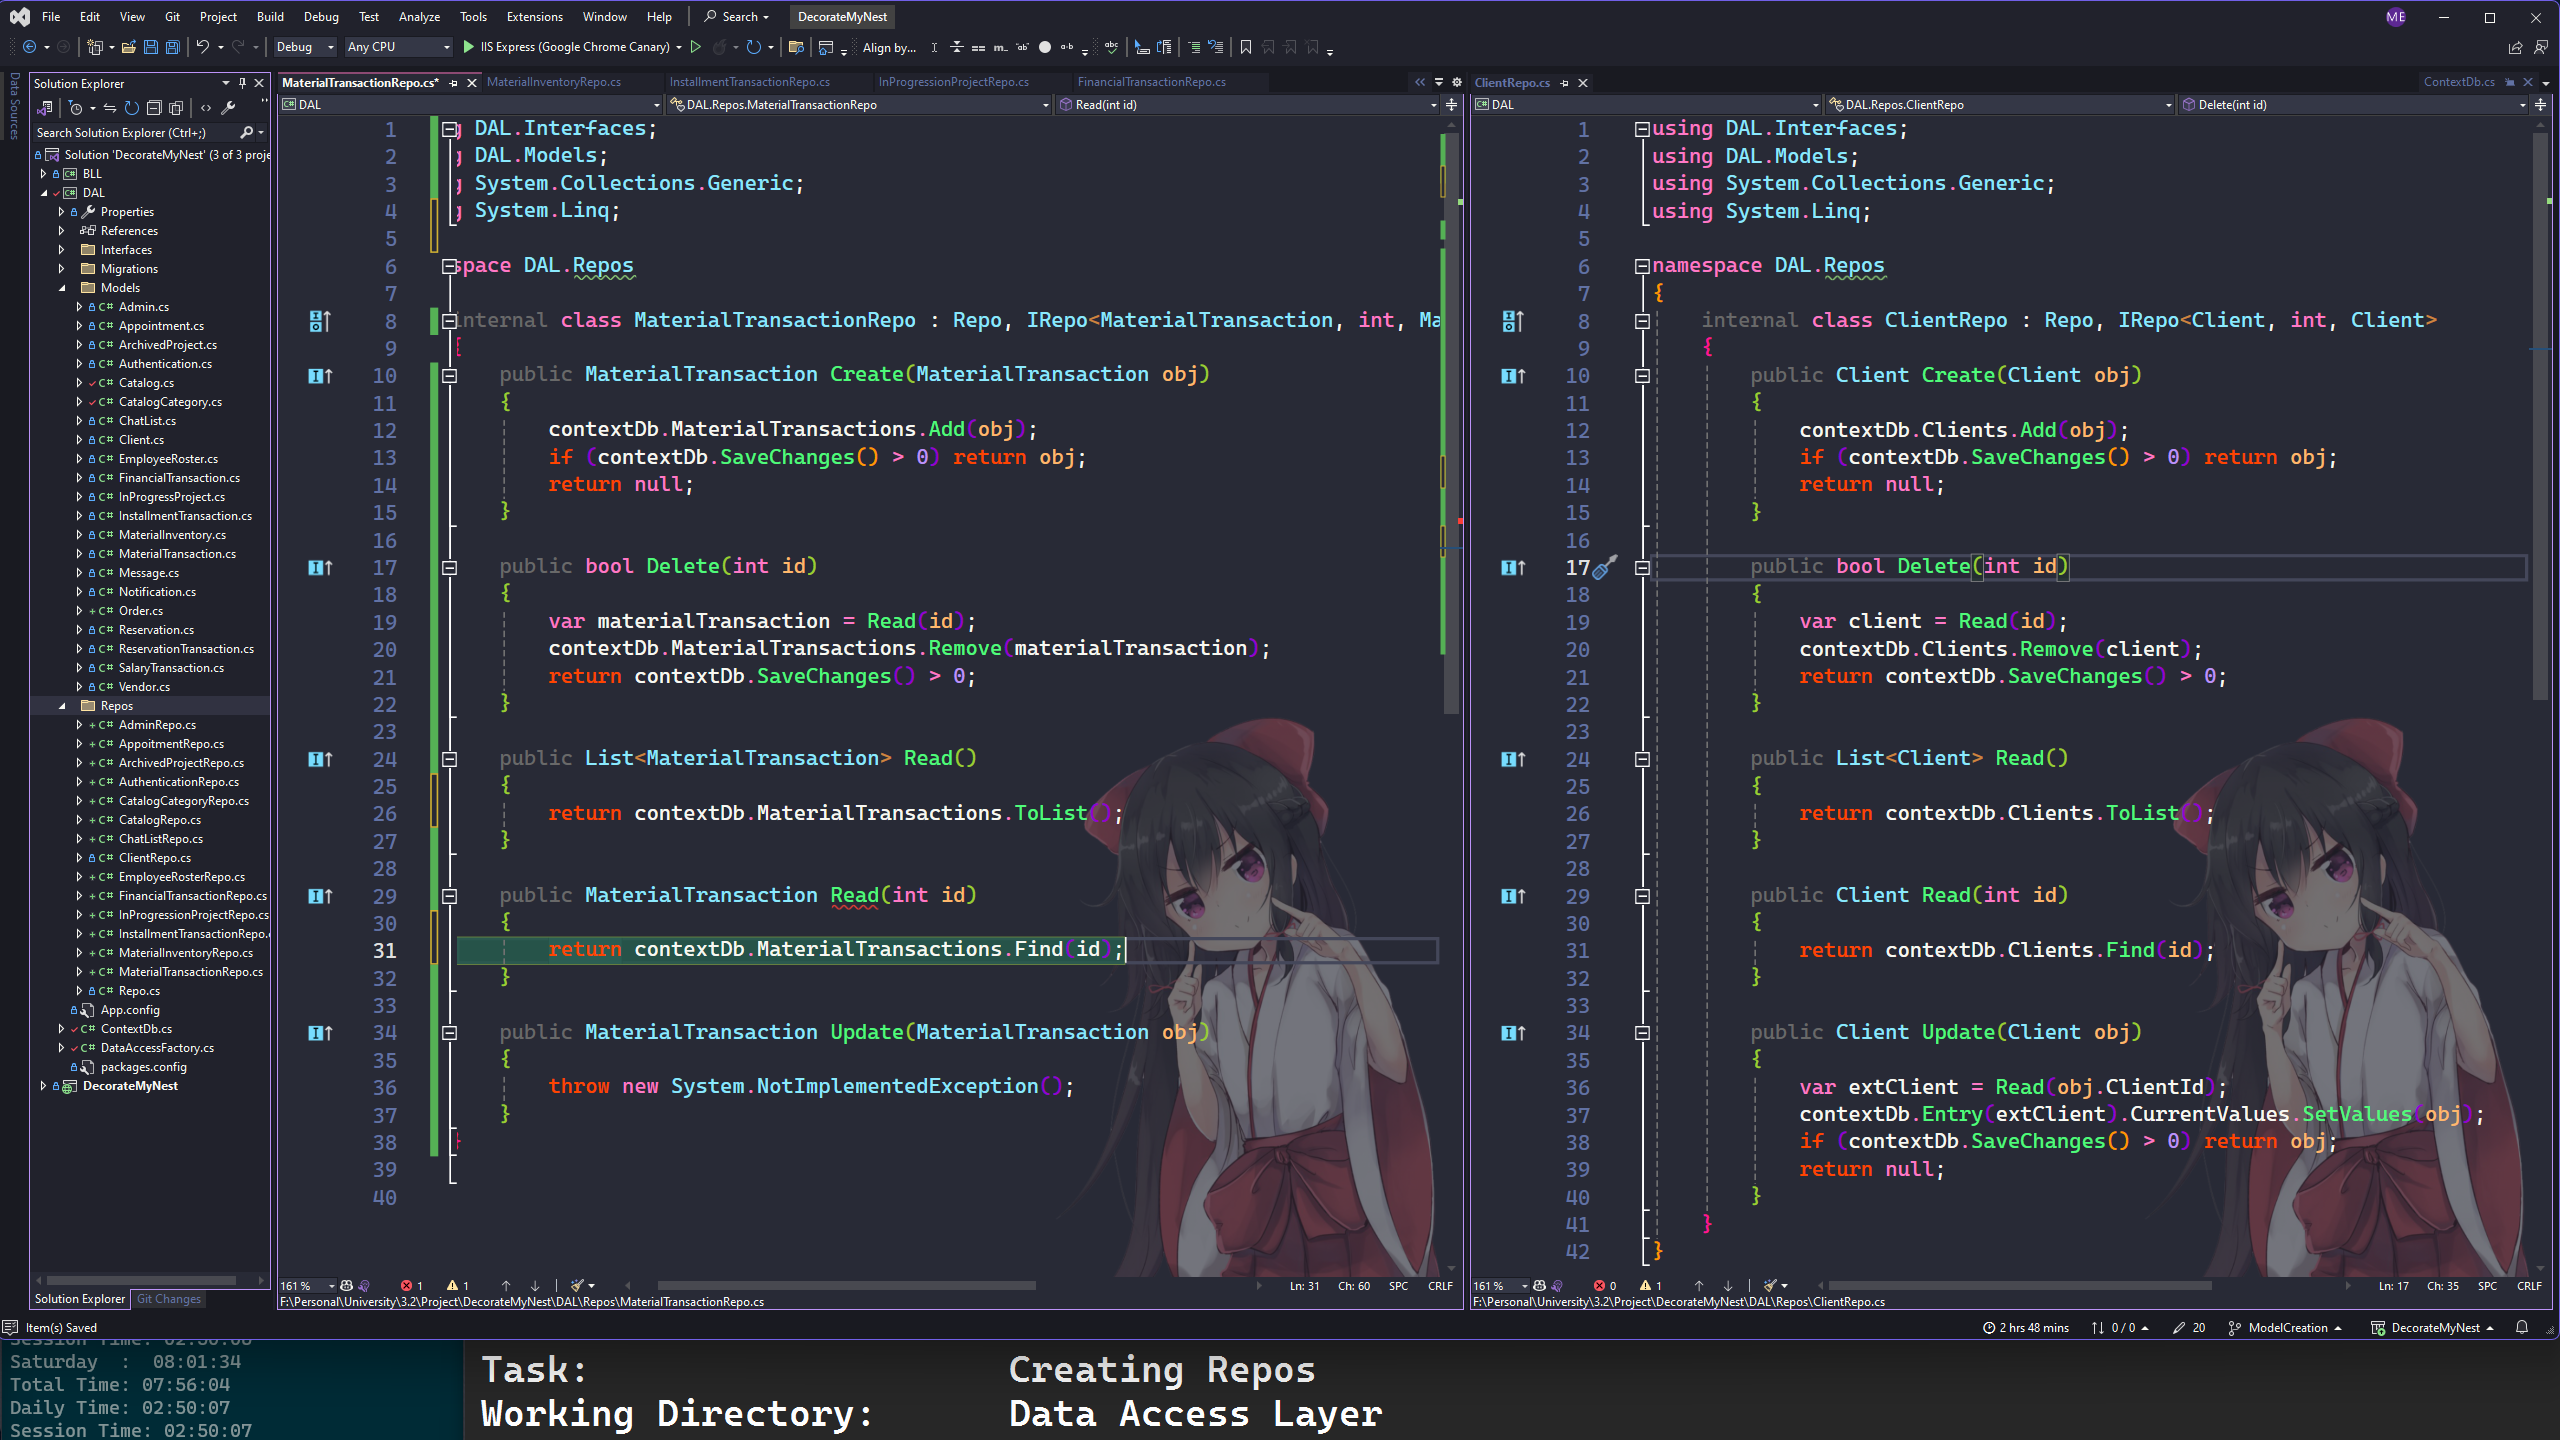 File Edit View Git Project Build Debug Test Analyze Tools Extensions Window Help Search DecorateMyNest ME
Debug Any CPU IIS Express (Google Chrome Canary) Align by...
Data Sources
Solution Explorer
Search Solution Explorer (Ctrl+;)
Solution 'DecorateMyNest' (3 of 3 proje
BLL
DAL
Properties
References
Interfaces
Migrations
Models
C# Admin.cs
C# Appointment.cs
C# ArchivedProject.cs
C# Authentication.cs
C# Catalog.cs
C# CatalogCategory.cs
C# ChatList.cs
C# Client.cs
C# EmployeeRoster.cs
C# FinancialTransaction.cs
C# InProgressProject.cs
C# InstallmentTransaction.cs
C# MaterialInventory.cs
C# MaterialTransaction.cs
C# Message.cs
C# Notification.cs
C# Order.cs
C# Reservation.cs
C# ReservationTransaction.cs
C# SalaryTransaction.cs
C# Vendor.cs
Repos
C# AdminRepo.cs
C# AppoitmentRepo.cs
C# ArchivedProjectRepo.cs
C# AuthenticationRepo.cs
C# CatalogCategoryRepo.cs
C# CatalogRepo.cs
C# ChatListRepo.cs
C# ClientRepo.cs
C# EmployeeRosterRepo.cs
C# FinancialTransactionRepo.cs
C# InProgressionProjectRepo.cs
C# InstallmentTransactionRepo.
C# MaterialInventoryRepo.cs
C# MaterialTransactionRepo.cs
C# Repo.cs
App.config
C# ContextDb.cs
C# DataAccessFactory.cs
packages.config
DecorateMyNest
Solution Explorer Git Changes
MaterialTransactionRepo.cs* MaterialInventoryRepo.cs InstallmentTransactionRepo.cs InProgressionProjectRepo.cs FinancialTransactionRepo.cs
DAL DAL.Repos.MaterialTransactionRepo Read(int id)
1 g DAL.Interfaces;
2 g DAL.Models;
3 g System.Collections.Generic;
4 g System.Linq;
5
6 space DAL.Repos
7
8 internal class MaterialTransactionRepo : Repo, IRepo<MaterialTransaction, int, Ma
9 {
10 public MaterialTransaction Create(MaterialTransaction obj)
11 {
12 contextDb.MaterialTransactions.Add(obj);
13 if (contextDb.SaveChanges() > 0) return obj;
14 return null;
15 }
16
17 public bool Delete(int id)
18 {
19 var materialTransaction = Read(id);
20 contextDb.MaterialTransactions.Remove(materialTransaction);
21 return contextDb.SaveChanges() > 0;
22 }
23
24 public List<MaterialTransaction> Read()
25 {
26 return contextDb.MaterialTransactions.ToList();
27 }
28
29 public MaterialTransaction Read(int id)
30 {
31 return contextDb.MaterialTransactions.Find(id);
32 }
33
34 public MaterialTransaction Update(MaterialTransaction obj)
35 {
36 throw new System.NotImplementedException();
37 }
38 }
39
40
161 % 1 1 Ln: 31 Ch: 60 SPC CRLF
F:\Personal\University\3.2\Project\DecorateMyNest\DAL\Repos\MaterialTransactionRepo.cs
ClientRepo.cs ContextDb.cs
DAL DAL.Repos.ClientRepo Delete(int id)
1 using DAL.Interfaces;
2 using DAL.Models;
3 using System.Collections.Generic;
4 using System.Linq;
5
6 namespace DAL.Repos
7 {
8 internal class ClientRepo : Repo, IRepo<Client, int, Client>
9 {
10 public Client Create(Client obj)
11 {
12 contextDb.Clients.Add(obj);
13 if (contextDb.SaveChanges() > 0) return obj;
14 return null;
15 }
16
17 public bool Delete(int id)
18 {
19 var client = Read(id);
20 contextDb.Clients.Remove(client);
21 return contextDb.SaveChanges() > 0;
22 }
23
24 public List<Client> Read()
25 {
26 return contextDb.Clients.ToList();
27 }
28
29 public Client Read(int id)
30 {
31 return contextDb.Clients.Find(id);
32 }
33
34 public Client Update(Client obj)
35 {
36 var extClient = Read(obj.ClientId);
37 contextDb.Entry(extClient).CurrentValues.SetValues(obj);
38 if (contextDb.SaveChanges() > 0) return obj;
39 return null;
40 }
41 }
42 }
161 % 0 1 Ln: 17 Ch: 35 SPC CRLF
F:\Personal\University\3.2\Project\DecorateMyNest\DAL\Repos\ClientRepo.cs
Item(s) Saved 2 hrs 48 mins 0 / 0 20 ModelCreation DecorateMyNest
Session Time: 02:50:06
Saturday : 08:01:34
Total Time: 07:56:04
Daily Time: 02:50:07
Session Time: 02:50:07
Task: Creating Repos
Working Directory: Data Access Layer